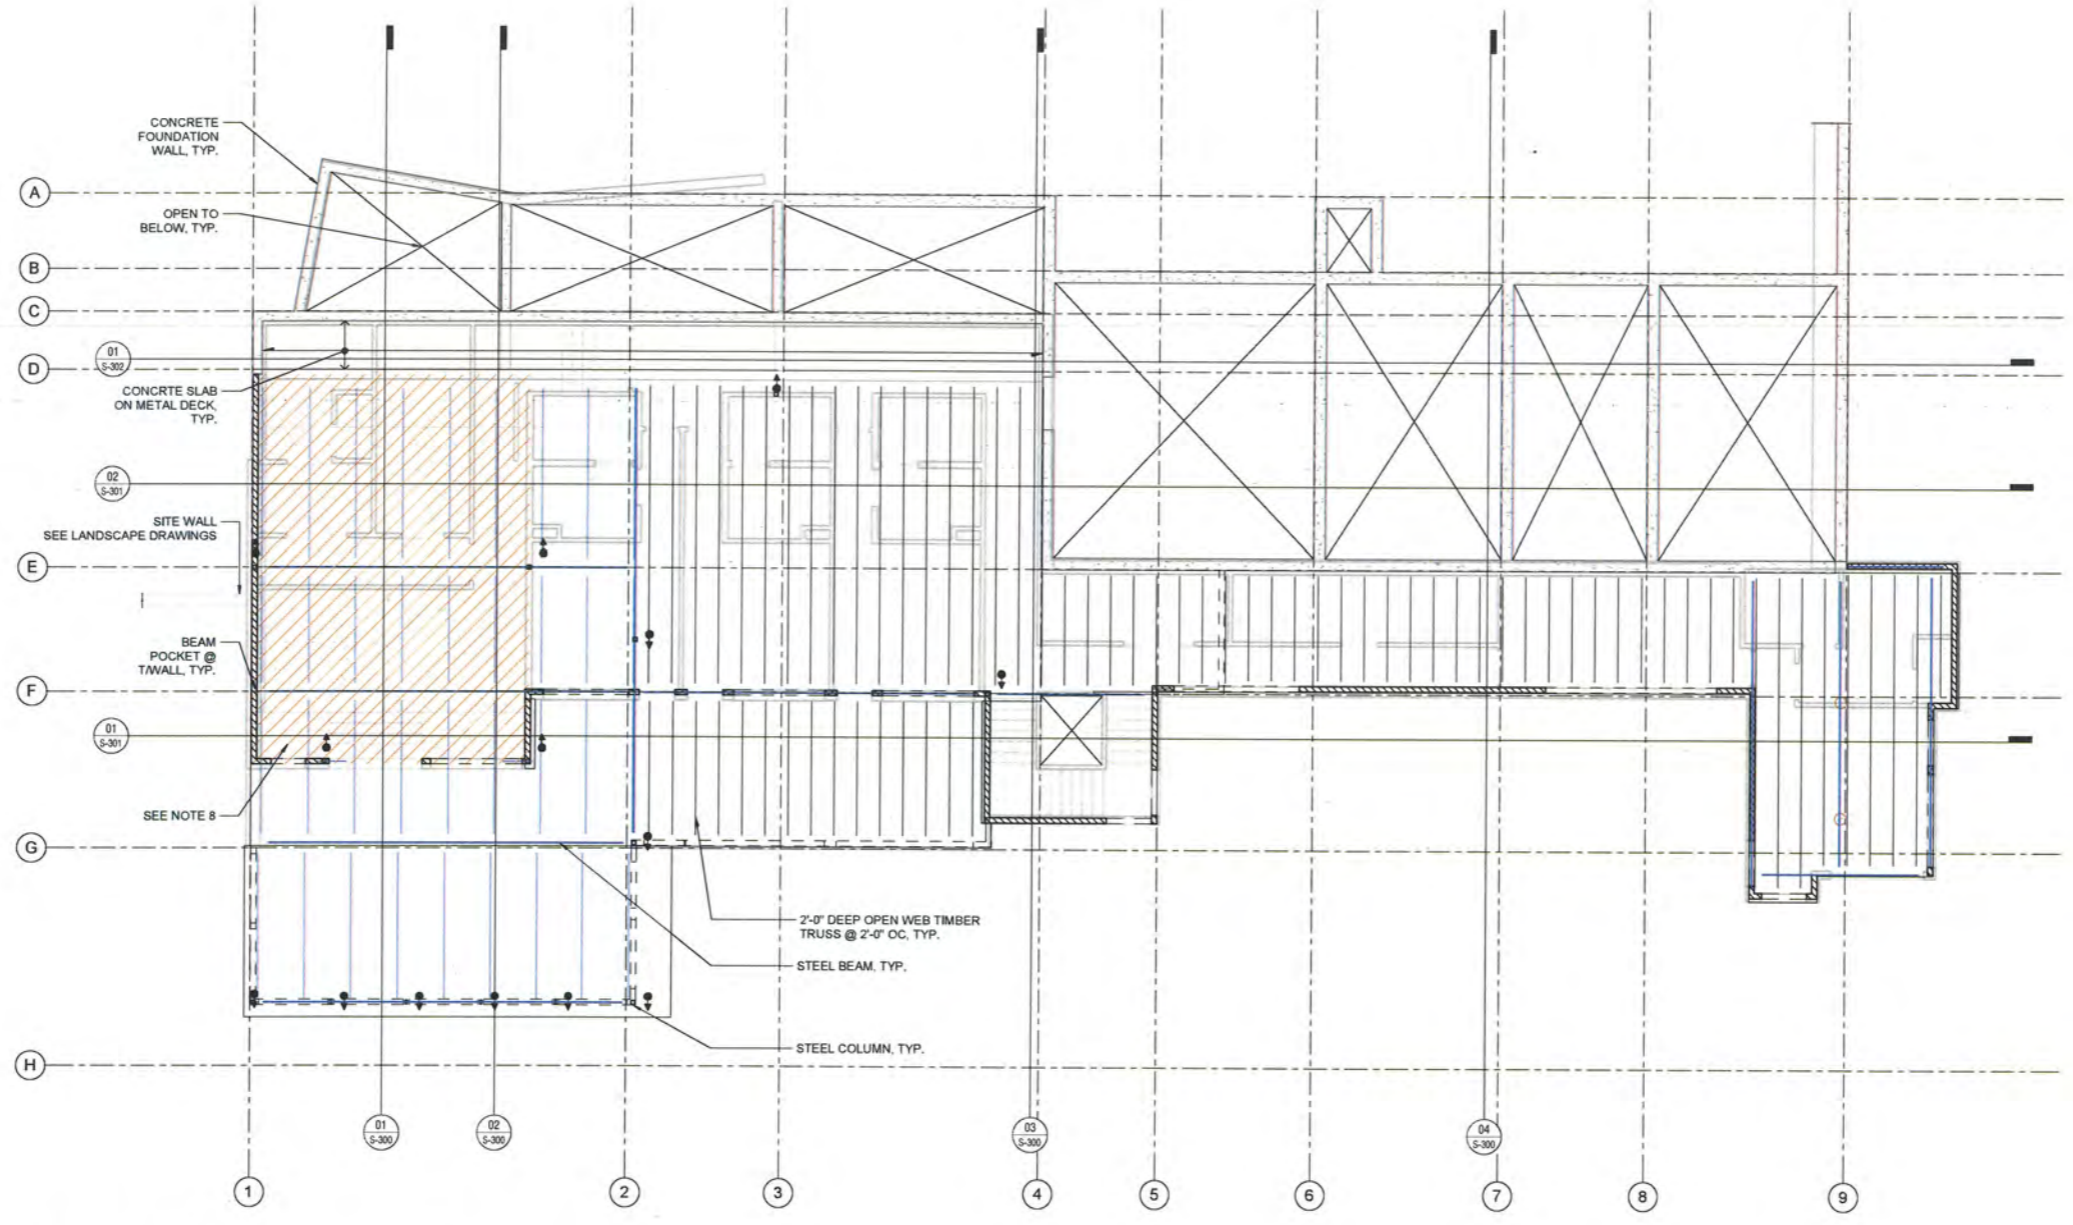 CONCRETE
FOUNDATION
WALL, TYP.
A
OPEN TO
BELOW, TYP.
B
C
01
S-302
D
CONCRTE SLAB
ON METAL DECK,
TYP.
02
S-301
SITE WALL
SEE LANDSCAPE DRAWINGS
E
BEAM
POCKET @
T/WALL, TYP.
F
01
S-301
SEE NOTE 8
G
2'-0" DEEP OPEN WEB TIMBER
TRUSS @ 2'-0" OC, TYP.
STEEL BEAM, TYP.
STEEL COLUMN, TYP.
H
01
S-300
02
S-300
03
S-300
04
S-300
1
2
3
4
5
6
7
8
9